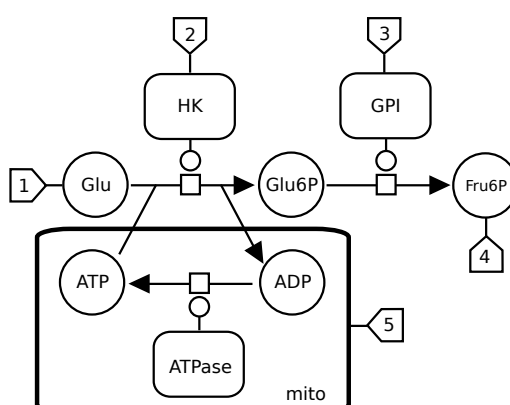 2
3
HK
GPI
1
Glu
Glu6P
Fru6P
4
ATP
ADP
5
ATPase
mito